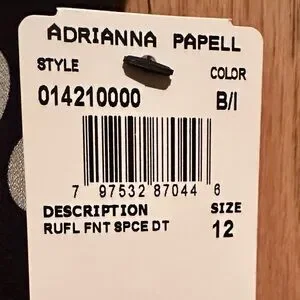 ADRIANNA PAPELL
STYLE COLOR
014210000 B/I
7 97532 87044 6
DESCRIPTION SIZE
RUFL FNT SPCE DT 12